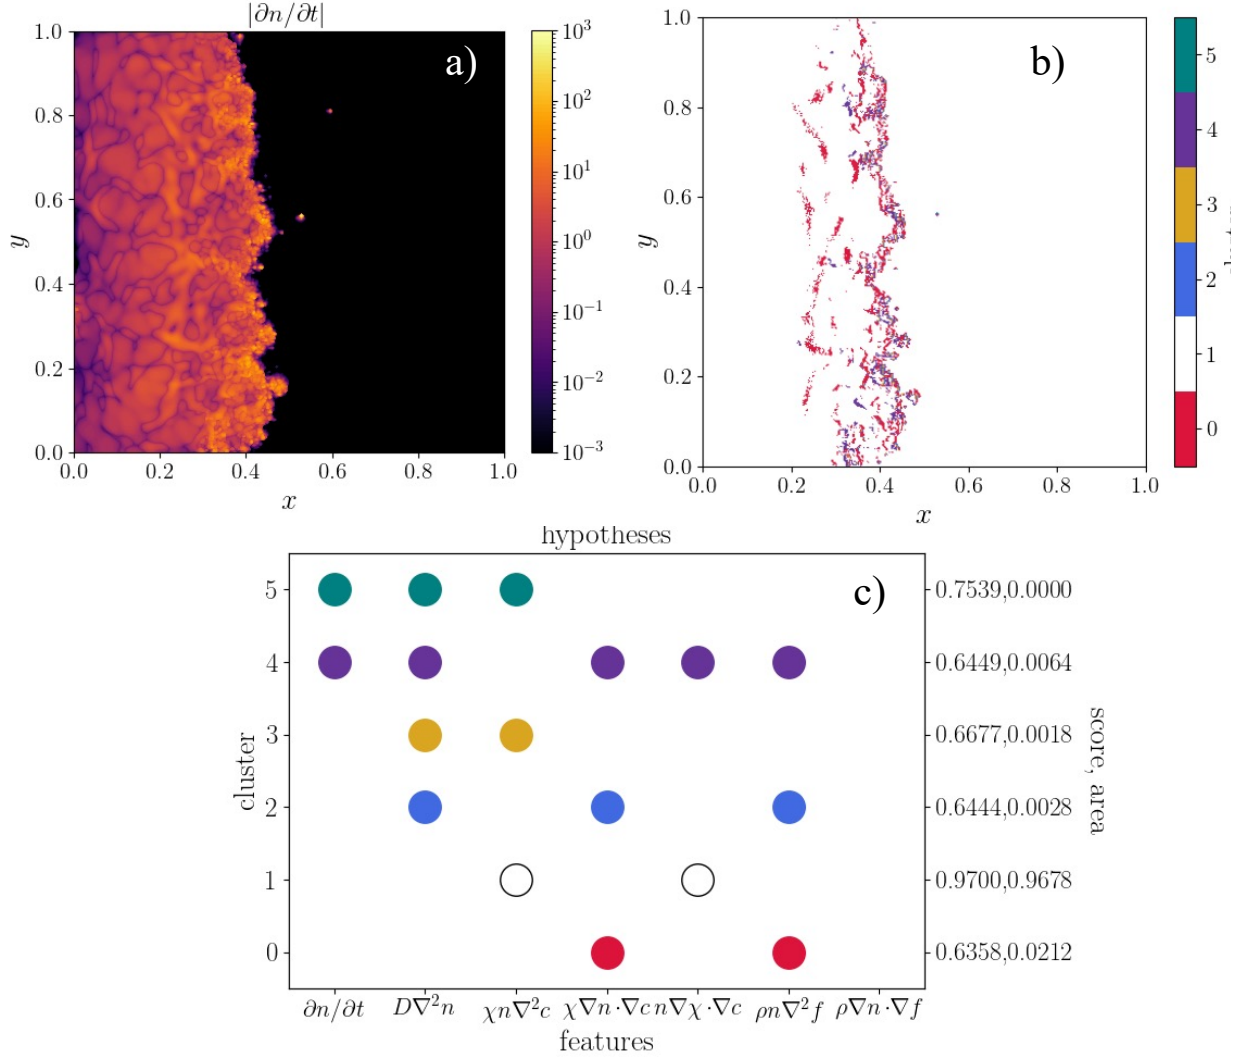 |∂n/∂t|
a)
1.0
0.8
0.6
0.4
0.2
0.0
y
0.0 0.2 0.4 0.6 0.8 1.0
x
10³
10²
10¹
10⁰
10⁻¹
10⁻²
10⁻³
b)
1.0
0.8
0.6
0.4
0.2
0.0
y
0.0 0.2 0.4 0.6 0.8 1.0
x
5
4
3
2
1
0
hypotheses
c)
cluster
5 0.7539,0.0000
4 0.6449,0.0064
3 0.6677,0.0018
2 0.6444,0.0028
1 0.9700,0.9678
0 0.6358,0.0212
score, area
∂n/∂t D∇²n χn∇²c χ∇n·∇c n∇χ·∇c ρn∇²f ρ∇n·∇f
features